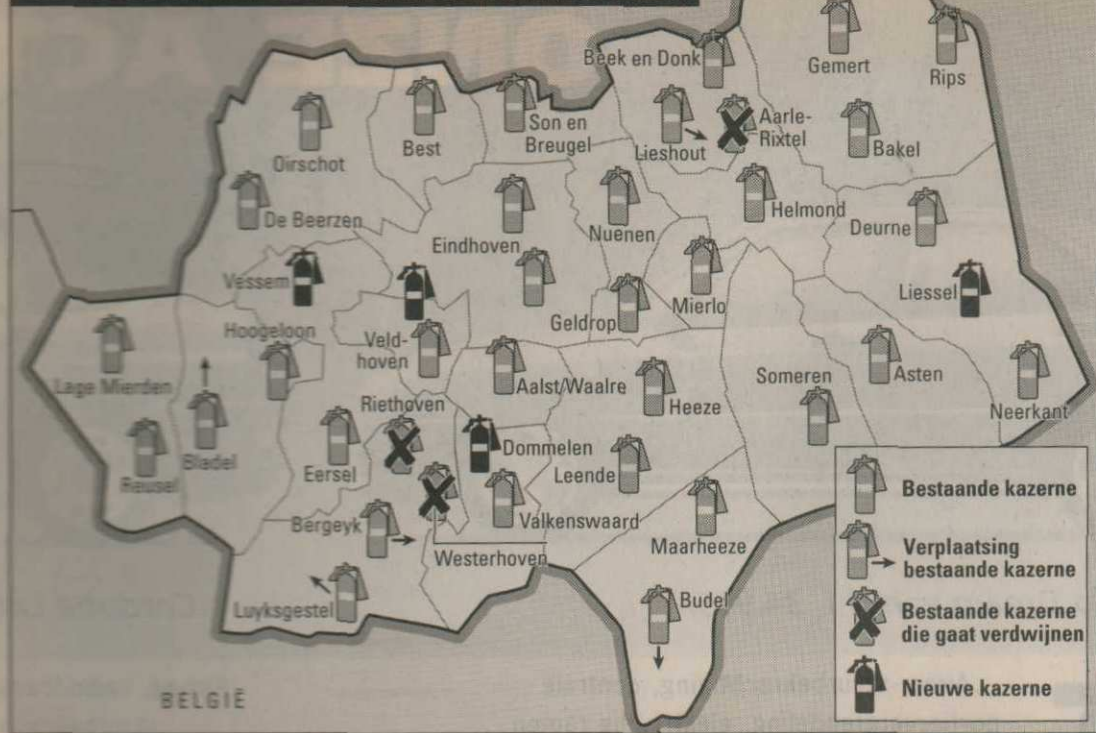 Beek en Donk
Gemert
Rips
Oirschot
Best
Son en
Breugel
Lieshout
Aarle-
Rixtel
Bakel
De Beerzen
Eindhoven
Nuenen
Helmond
Deurne
Vessem
Mierlo
Liessel
Hoogeloon
Veld-
hoven
Geldrop
Lage Mierden
Aalst/Waalre
Heeze
Someren
Asten
Neerkant
Riethoven
Reusel
Bladel
Eersel
Dommelen
Leende
Bergeyk
Valkenswaard
Westerhoven
Maarheeze
Luyksgestel
Budel
BELGIË
Bestaande kazerne
Verplaatsing
bestaande kazerne
Bestaande kazerne
die gaat verdwijnen
Nieuwe kazerne